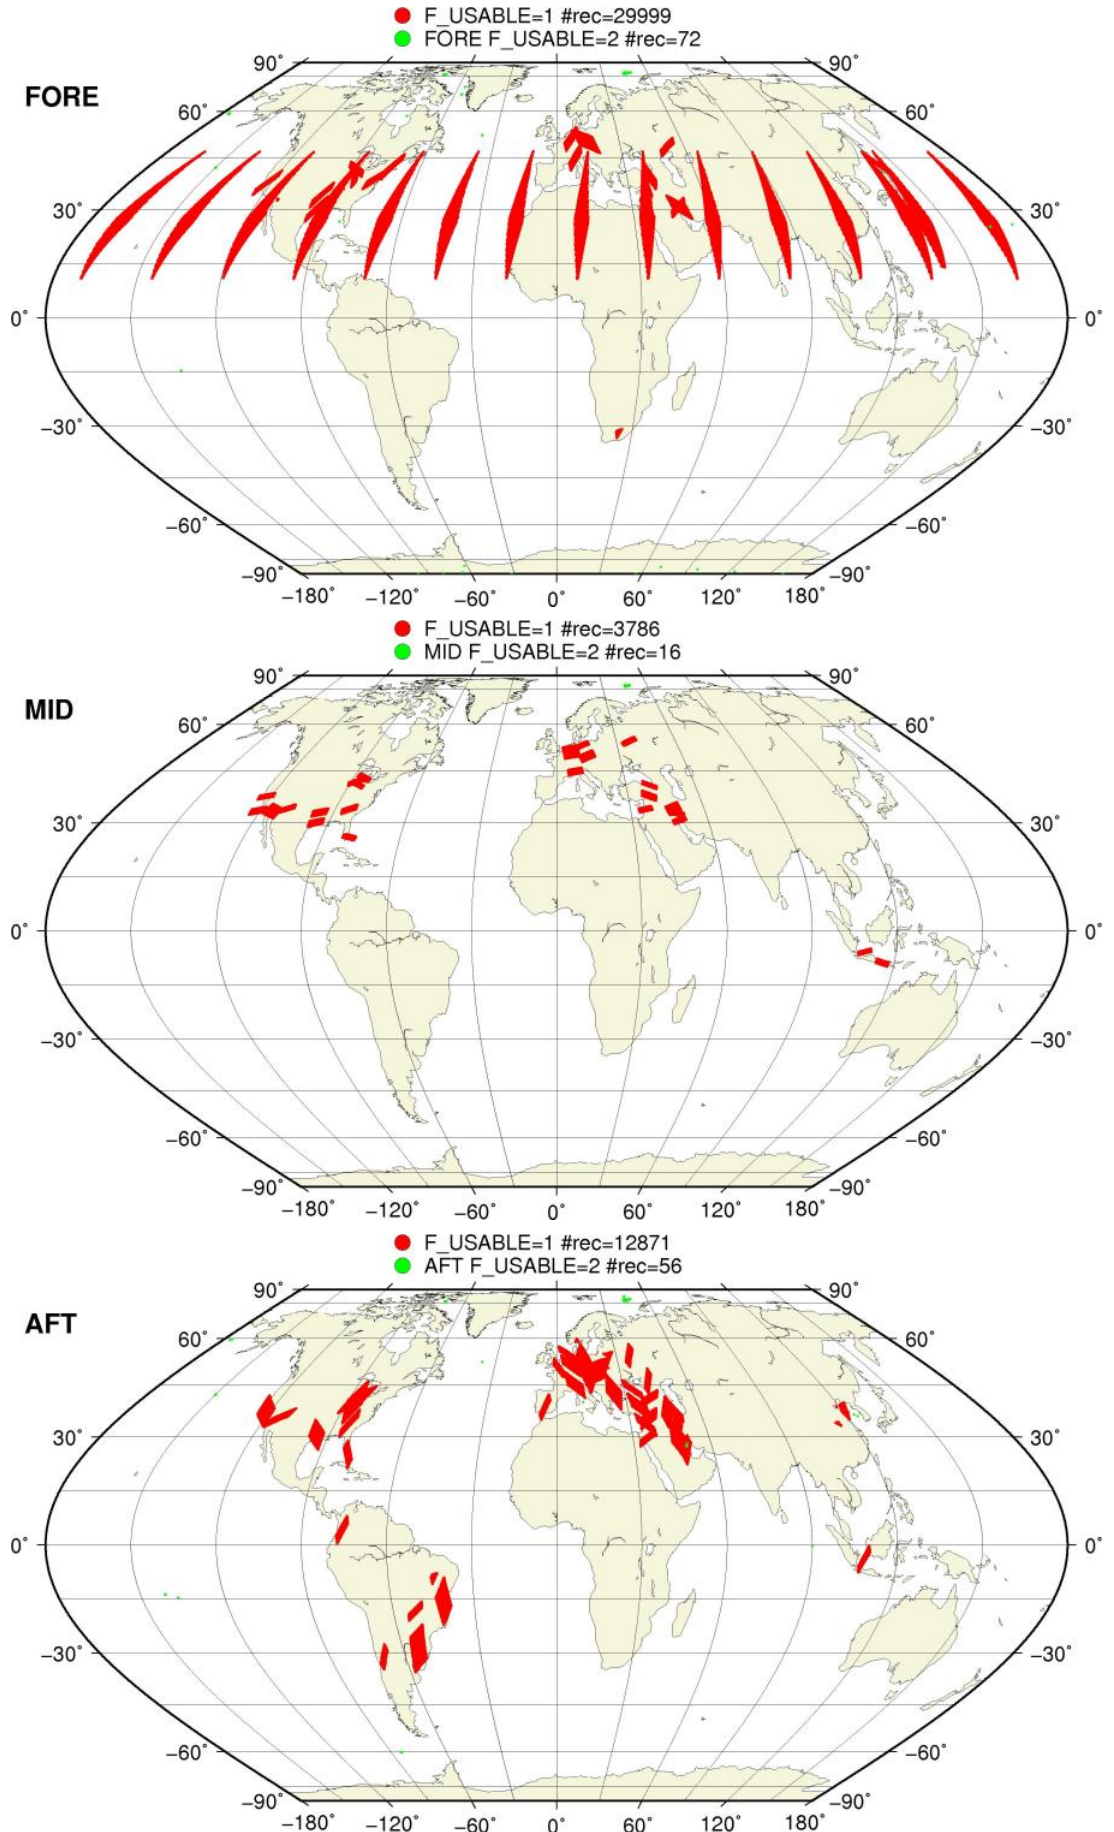 F_USABLE=1 #rec=29999
FORE F_USABLE=2 #rec=72
FORE
90˚ 90˚
60˚ 60˚
30˚ 30˚
0˚ 0˚
−30˚ −30˚
−60˚ −60˚
−90˚ −90˚
−180˚ −120˚ −60˚ 0˚ 60˚ 120˚ 180˚
F_USABLE=1 #rec=3786
MID F_USABLE=2 #rec=16
MID
90˚ 90˚
60˚ 60˚
30˚ 30˚
0˚ 0˚
−30˚ −30˚
−60˚ −60˚
−90˚ −90˚
−180˚ −120˚ −60˚ 0˚ 60˚ 120˚ 180˚
F_USABLE=1 #rec=12871
AFT F_USABLE=2 #rec=56
AFT
90˚ 90˚
60˚ 60˚
30˚ 30˚
0˚ 0˚
−30˚ −30˚
−60˚ −60˚
−90˚ −90˚
−180˚ −120˚ −60˚ 0˚ 60˚ 120˚ 180˚